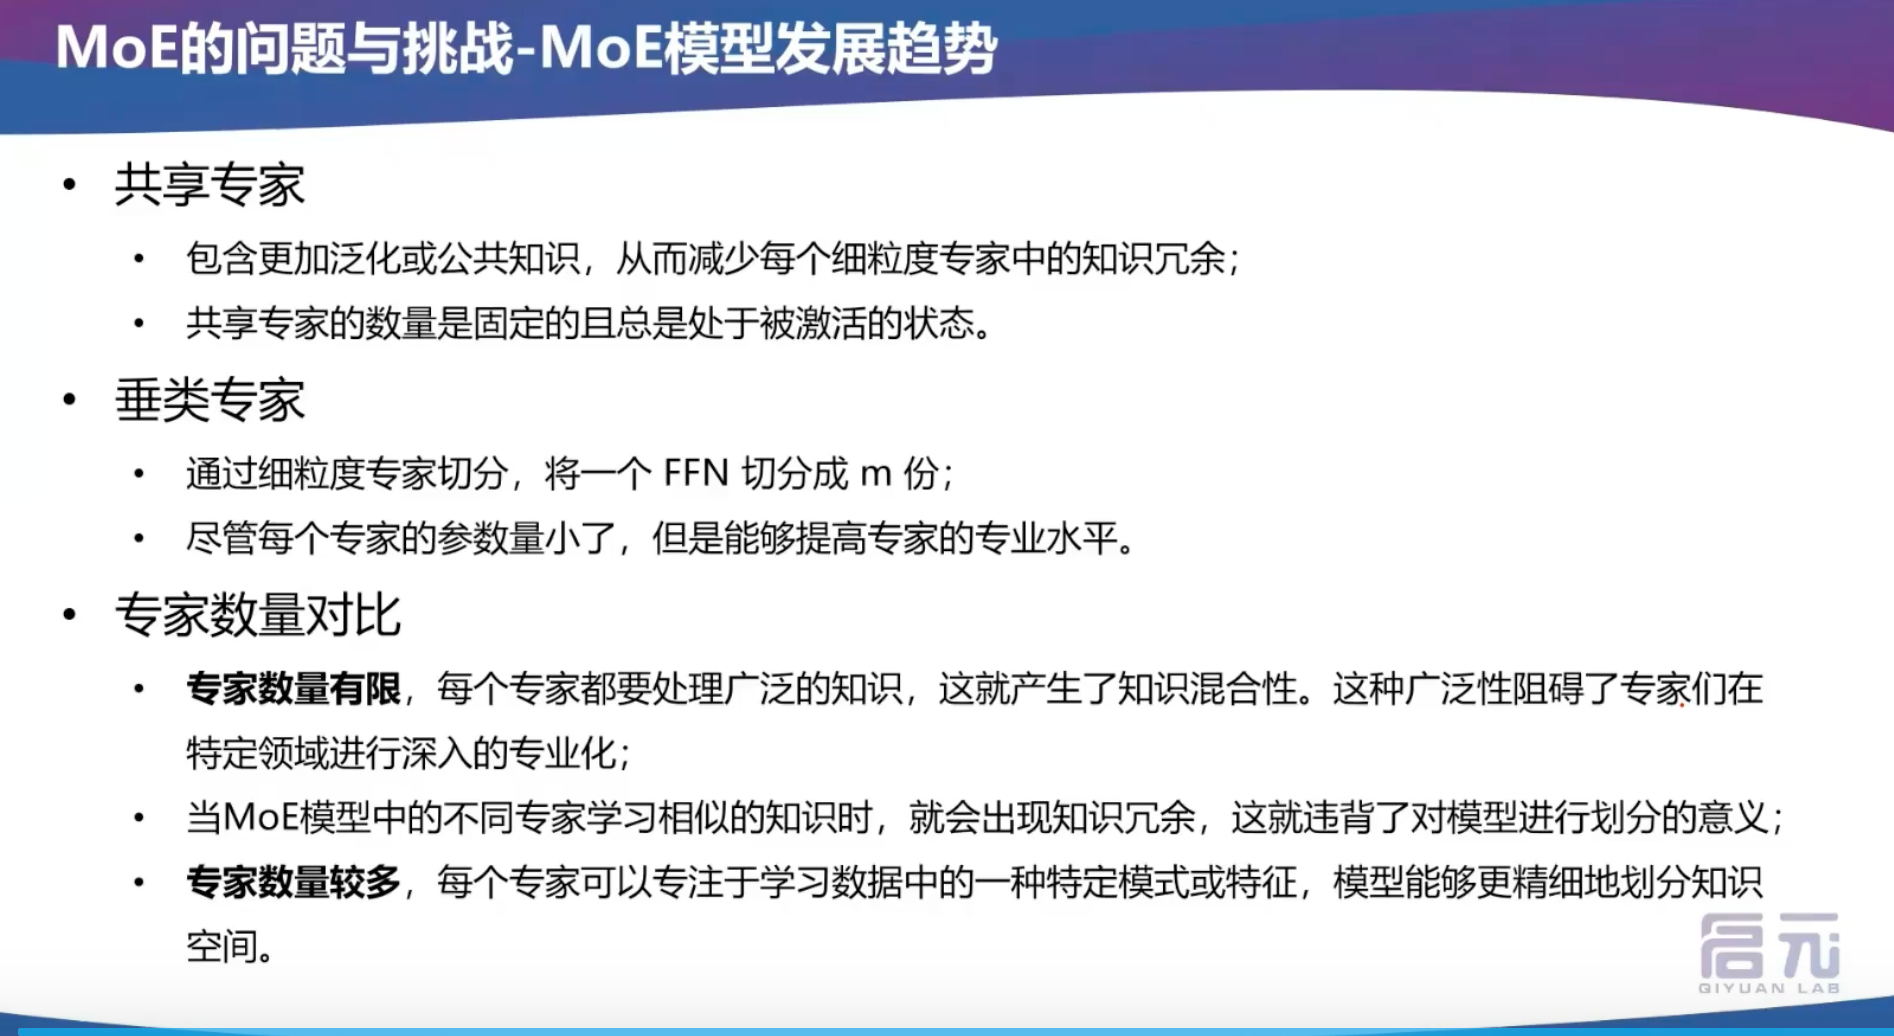 MoE的问题与挑战-MoE模型发展趋势
• 共享专家
• 包含更加泛化或公共知识，从而减少每个细粒度专家中的知识冗余；
• 共享专家的数量是固定的且总是处于被激活的状态。
• 垂类专家
• 通过细粒度专家切分，将一个 FFN 切分成 m 份；
• 尽管每个专家的参数量小了，但是能够提高专家的专业水平。
• 专家数量对比
• 专家数量有限，每个专家都要处理广泛的知识，这就产生了知识混合性。这种广泛性阻碍了专家们在
特定领域进行深入的专业化；
• 当MoE模型中的不同专家学习相似的知识时，就会出现知识冗余，这就违背了对模型进行划分的意义；
• 专家数量较多，每个专家可以专注于学习数据中的一种特定模式或特征，模型能够更精细地划分知识
空间。
启元
QIYUAN LAB